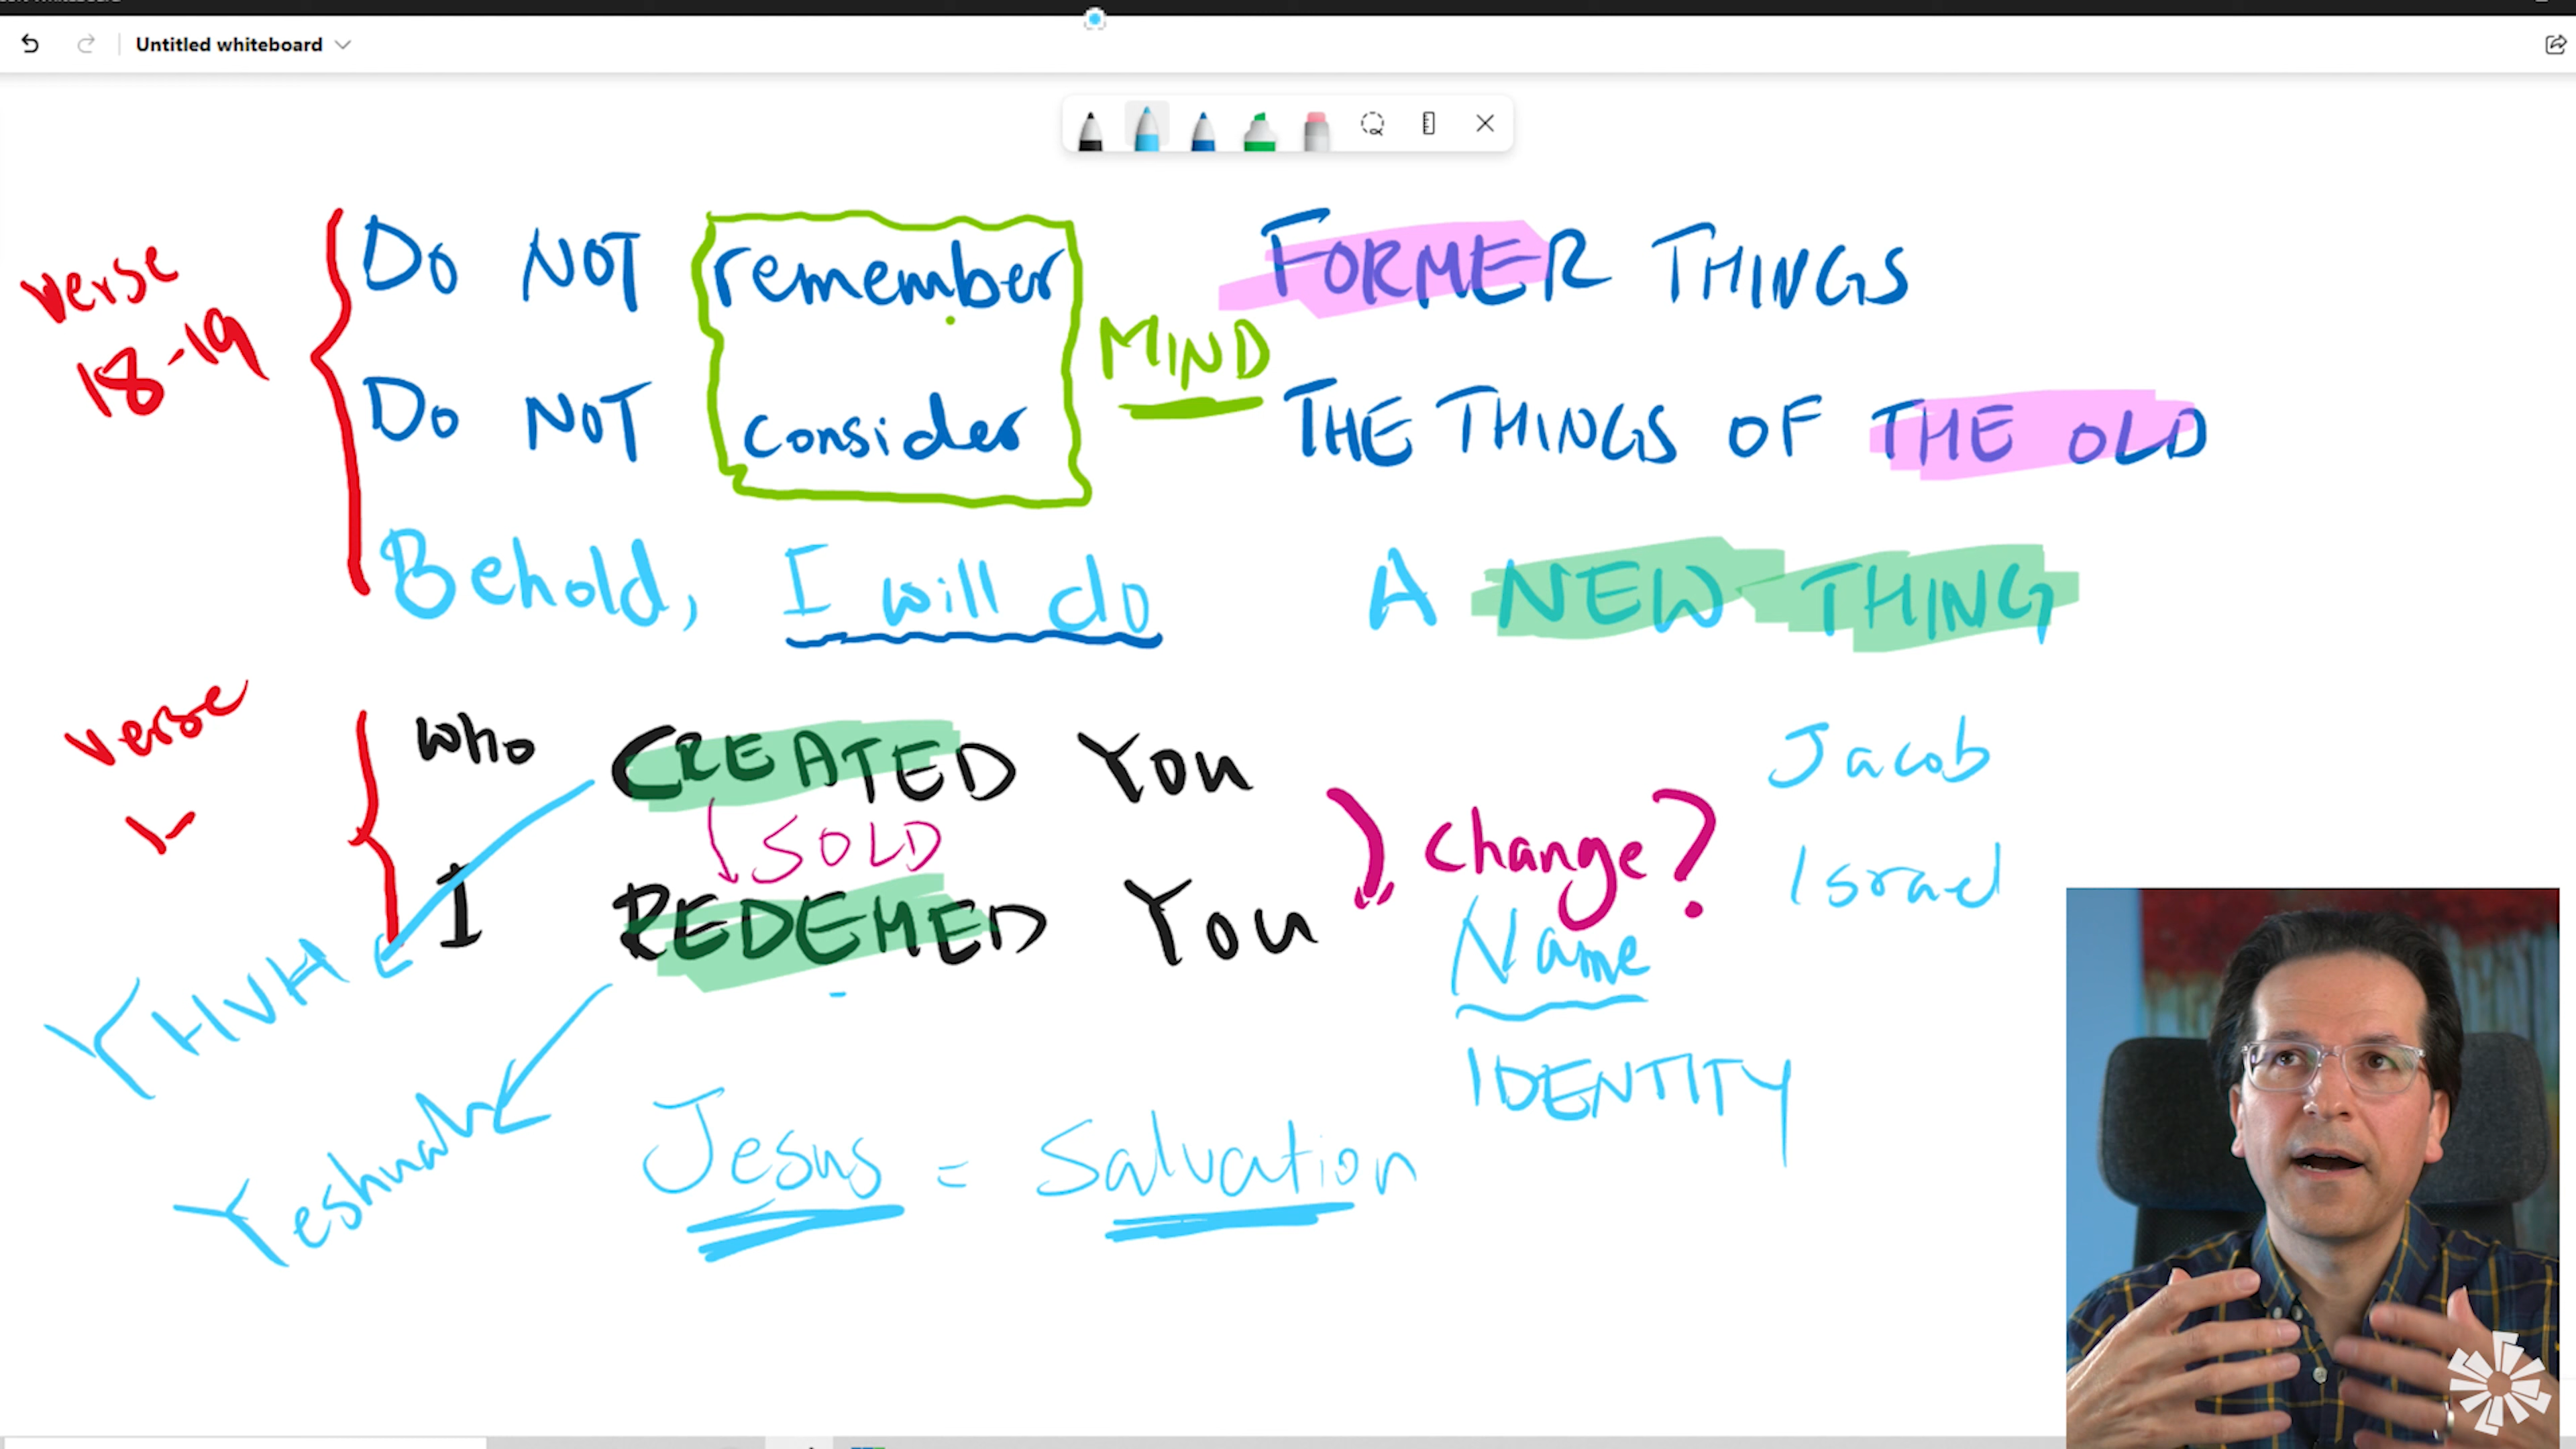 Untitled whiteboard
verse
18-19
Do NOT remember FORMER THINGS
MIND
Do NOT consider THE THINGS OF THE OLD
Behold, I will do A NEW THING
verse
1
who CREATED You
Jacob
SOLD
change?
Israel
I REDEMED You
Name
YHVH
IDENTITY
Yeshuah
Jesus = Salvation